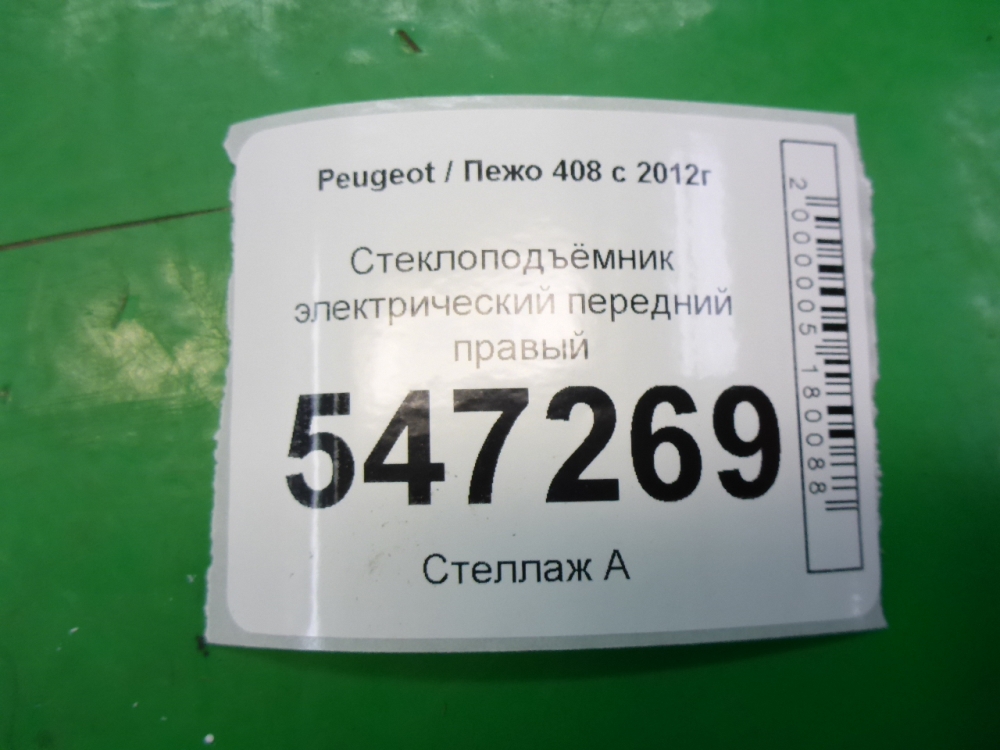 Peugeot / Пежо 408 с 2012г
Стеклоподъёмник
электрический передний
правый
547269
Стеллаж А
2000005180088